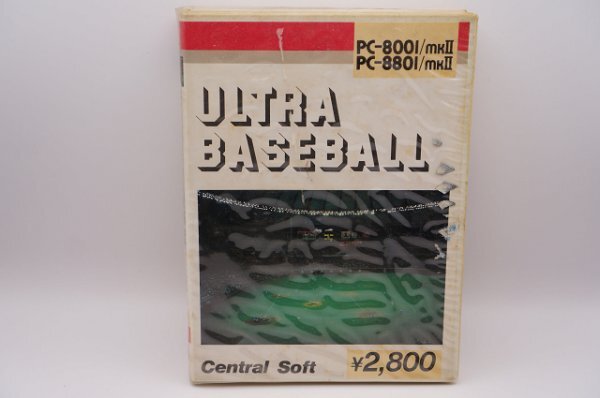 PC-8001/mkII
PC-8801/mkII
ULTRA
BASEBALL
Central Soft
¥2,800